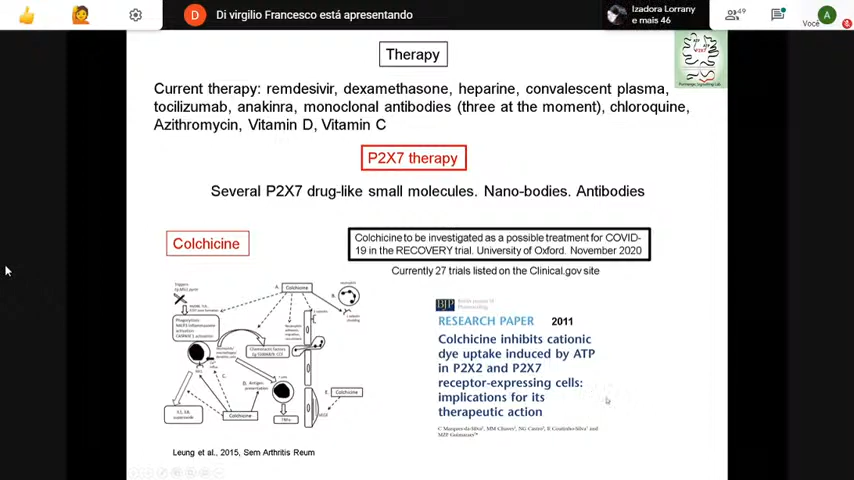 D
Di virgilio Francesco está apresentando
Izadora Lorrany
e mais 46
49
Você
A
Therapy
Current therapy: remdesivir, dexamethasone, heparine, convalescent plasma,
tocilizumab, anakinra, monoclonal antibodies (three at the moment), chloroquine,
Azithromycin, Vitamin D, Vitamin C
P2X7 therapy
Several P2X7 drug-like small molecules. Nano-bodies. Antibodies
Colchicine
Colchicine to be investigated as a possible treatment for COVID-
19 in the RECOVERY trial. University of Oxford. November 2020
Currently 27 trials listed on the Clinical.gov site
A.
Colchicine
B.
C.
D. Antigen
presentation
E.
Colchicine
Colchicine
BJP
RESEARCH PAPER 2011
Colchicine inhibits cationic
dye uptake induced by ATP
in P2X2 and P2X7
receptor-expressing cells:
implications for its
therapeutic action
Leung et al., 2015, Sem Arthritis Reum